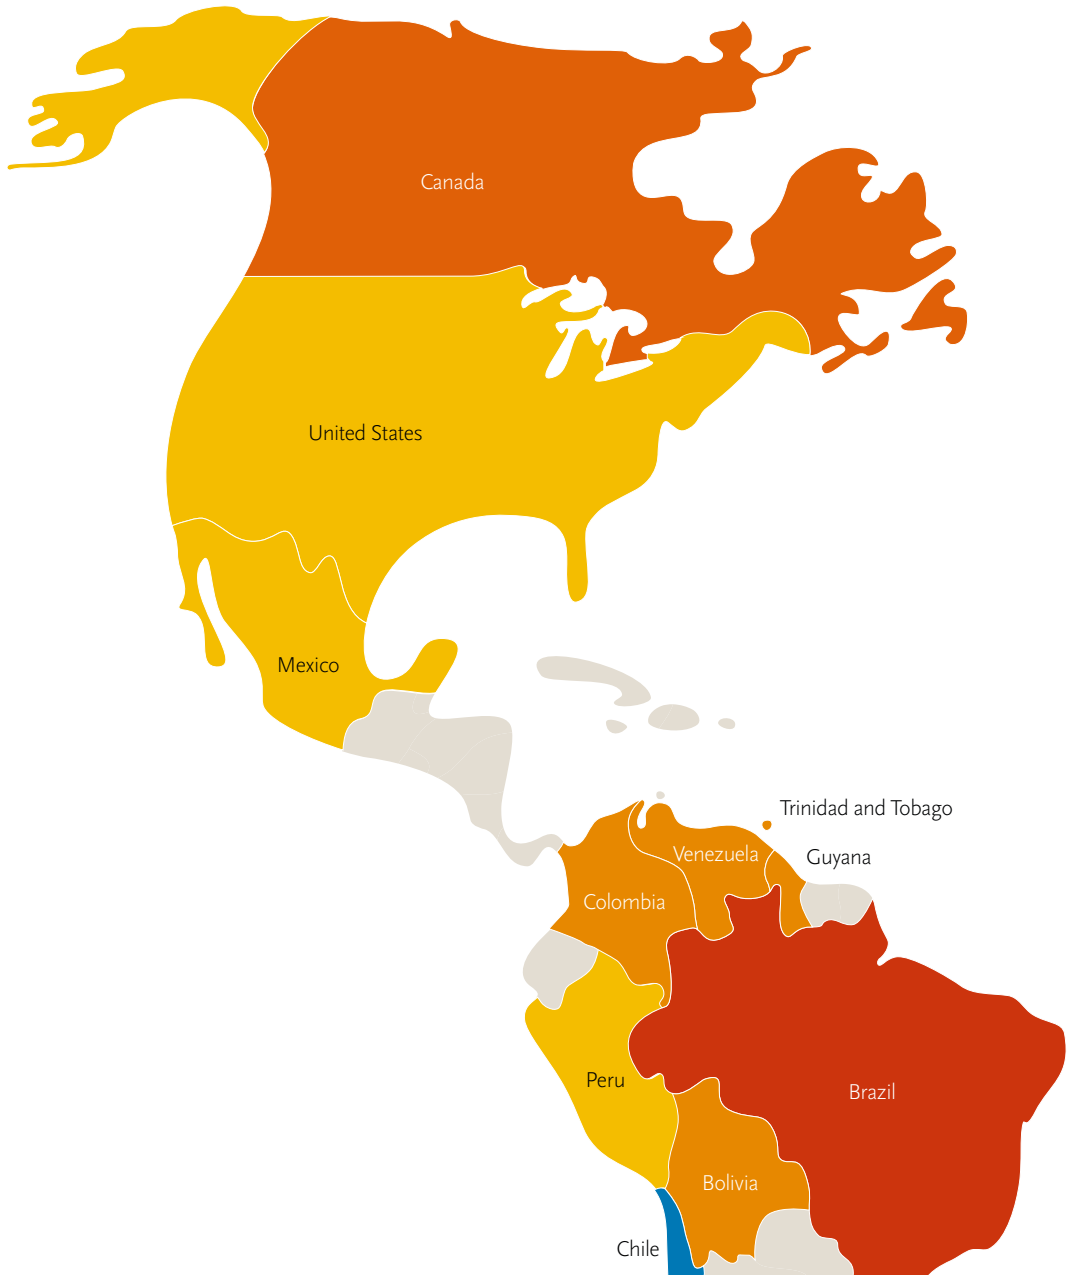 Canada
United States
Mexico
Trinidad and Tobago
Venezuela
Guyana
Colombia
Peru
Brazil
Bolivia
Chile